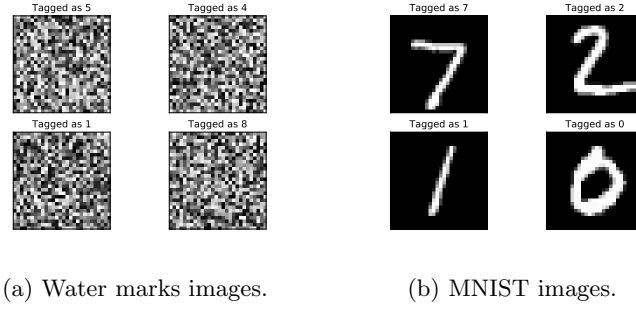 Tagged as 5 Tagged as 4 Tagged as 7 Tagged as 2
Tagged as 1 Tagged as 8 Tagged as 1 Tagged as 0
(a) Water marks images. (b) MNIST images.